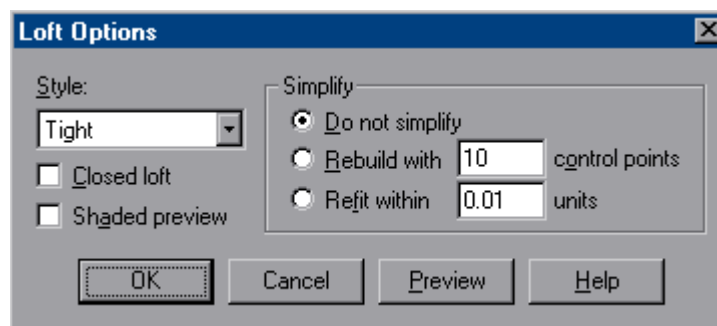 Loft Options
Style:
Tight
Closed loft
Shaded preview
Simplify
Do not simplify
Rebuild with 10 control points
Refit within 0.01 units
OK Cancel Preview Help